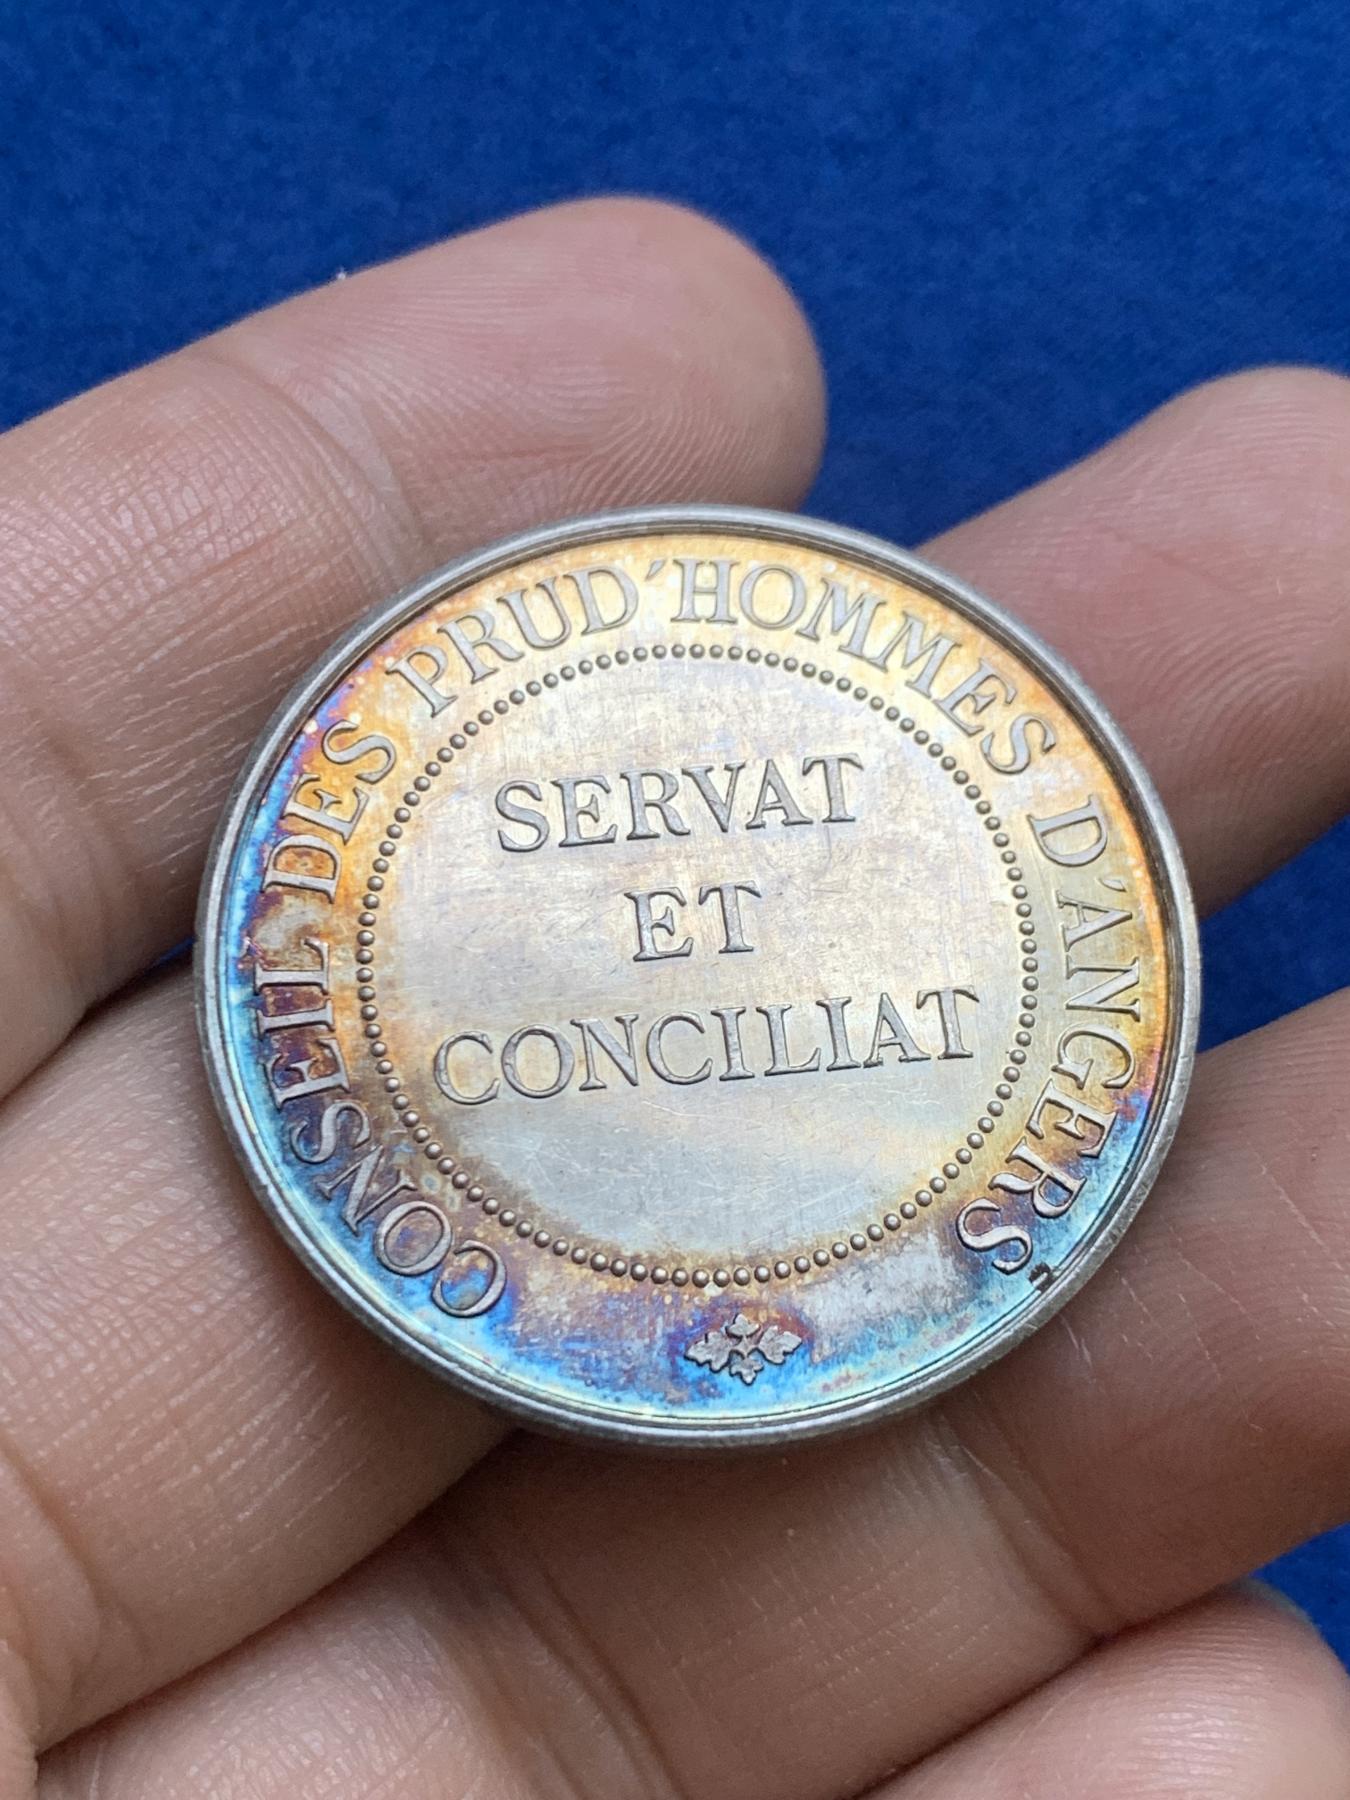 CONSEIL DES PRUD'HOMMES D'ANGERS
SERVAT
ET
CONCILIAT